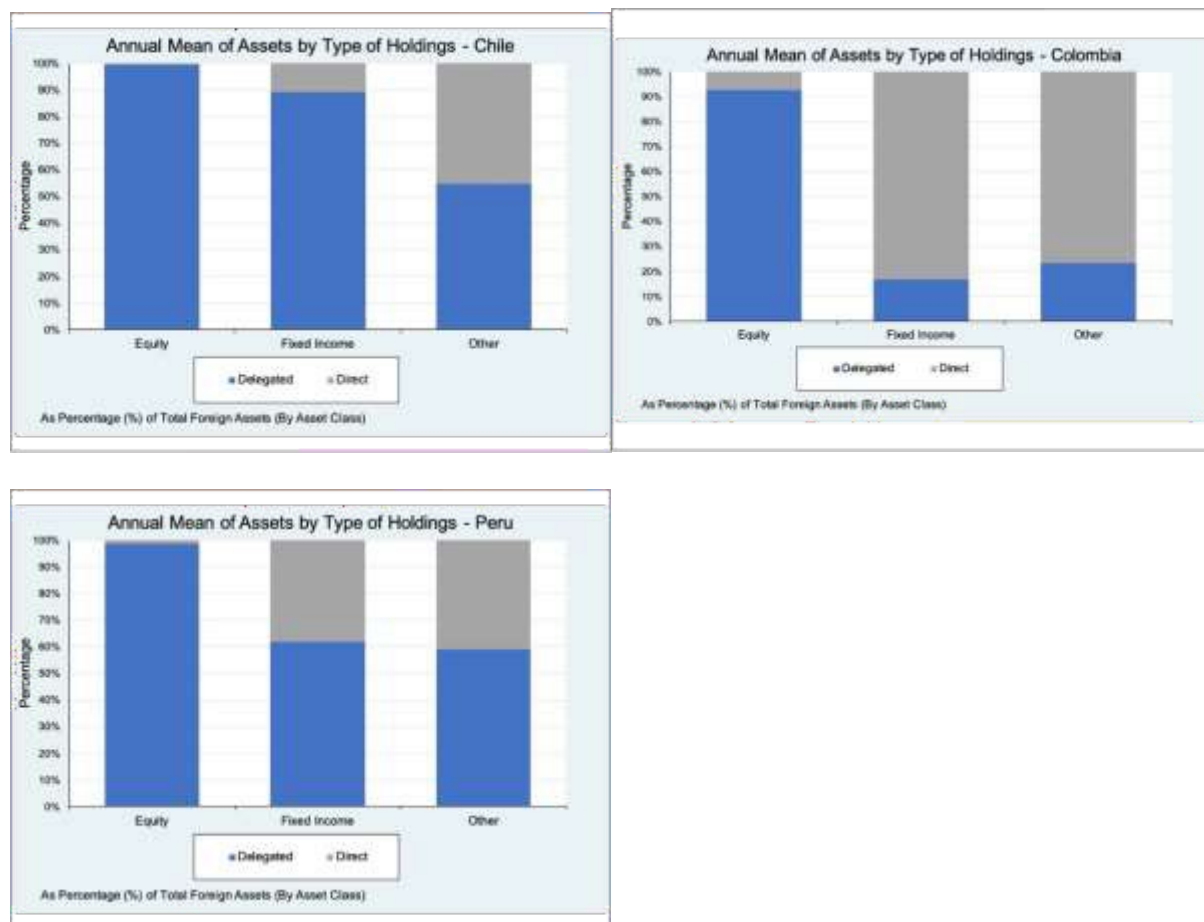 Annual Mean of Assets by Type of Holdings - Chile
100%
90%
80%
70%
60%
50%
40%
30%
20%
10%
0%
Percentage
Equity Fixed Income Other
Delegated Direct
As Percentage (%) of Total Foreign Assets (By Asset Class)
Annual Mean of Assets by Type of Holdings - Colombia
100%
90%
80%
70%
60%
50%
40%
30%
20%
10%
0%
Percentage
Equity Fixed Income Other
Delegated Direct
As Percentage (%) of Total Foreign Assets (By Asset Class)
Annual Mean of Assets by Type of Holdings - Peru
100%
90%
80%
70%
60%
50%
40%
30%
20%
10%
0%
Percentage
Equity Fixed Income Other
Delegated Direct
As Percentage (%) of Total Foreign Assets (By Asset Class)